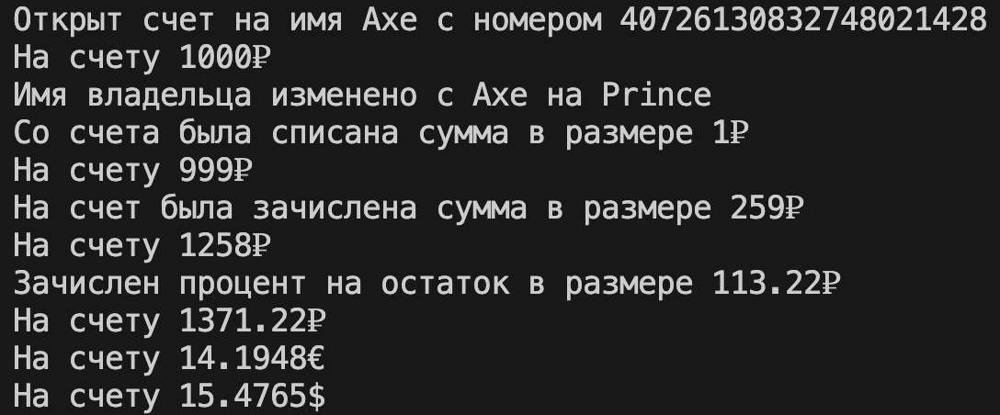 Открыт счет на имя Axe с номером 40726130832748021428
На счету 1000₽
Имя владельца изменено с Axe на Prince
Со счета была списана сумма в размере 1₽
На счету 999₽
На счет была зачислена сумма в размере 259₽
На счету 1258₽
Зачислен процент на остаток в размере 113.22₽
На счету 1371.22₽
На счету 14.1948€
На счету 15.4765$